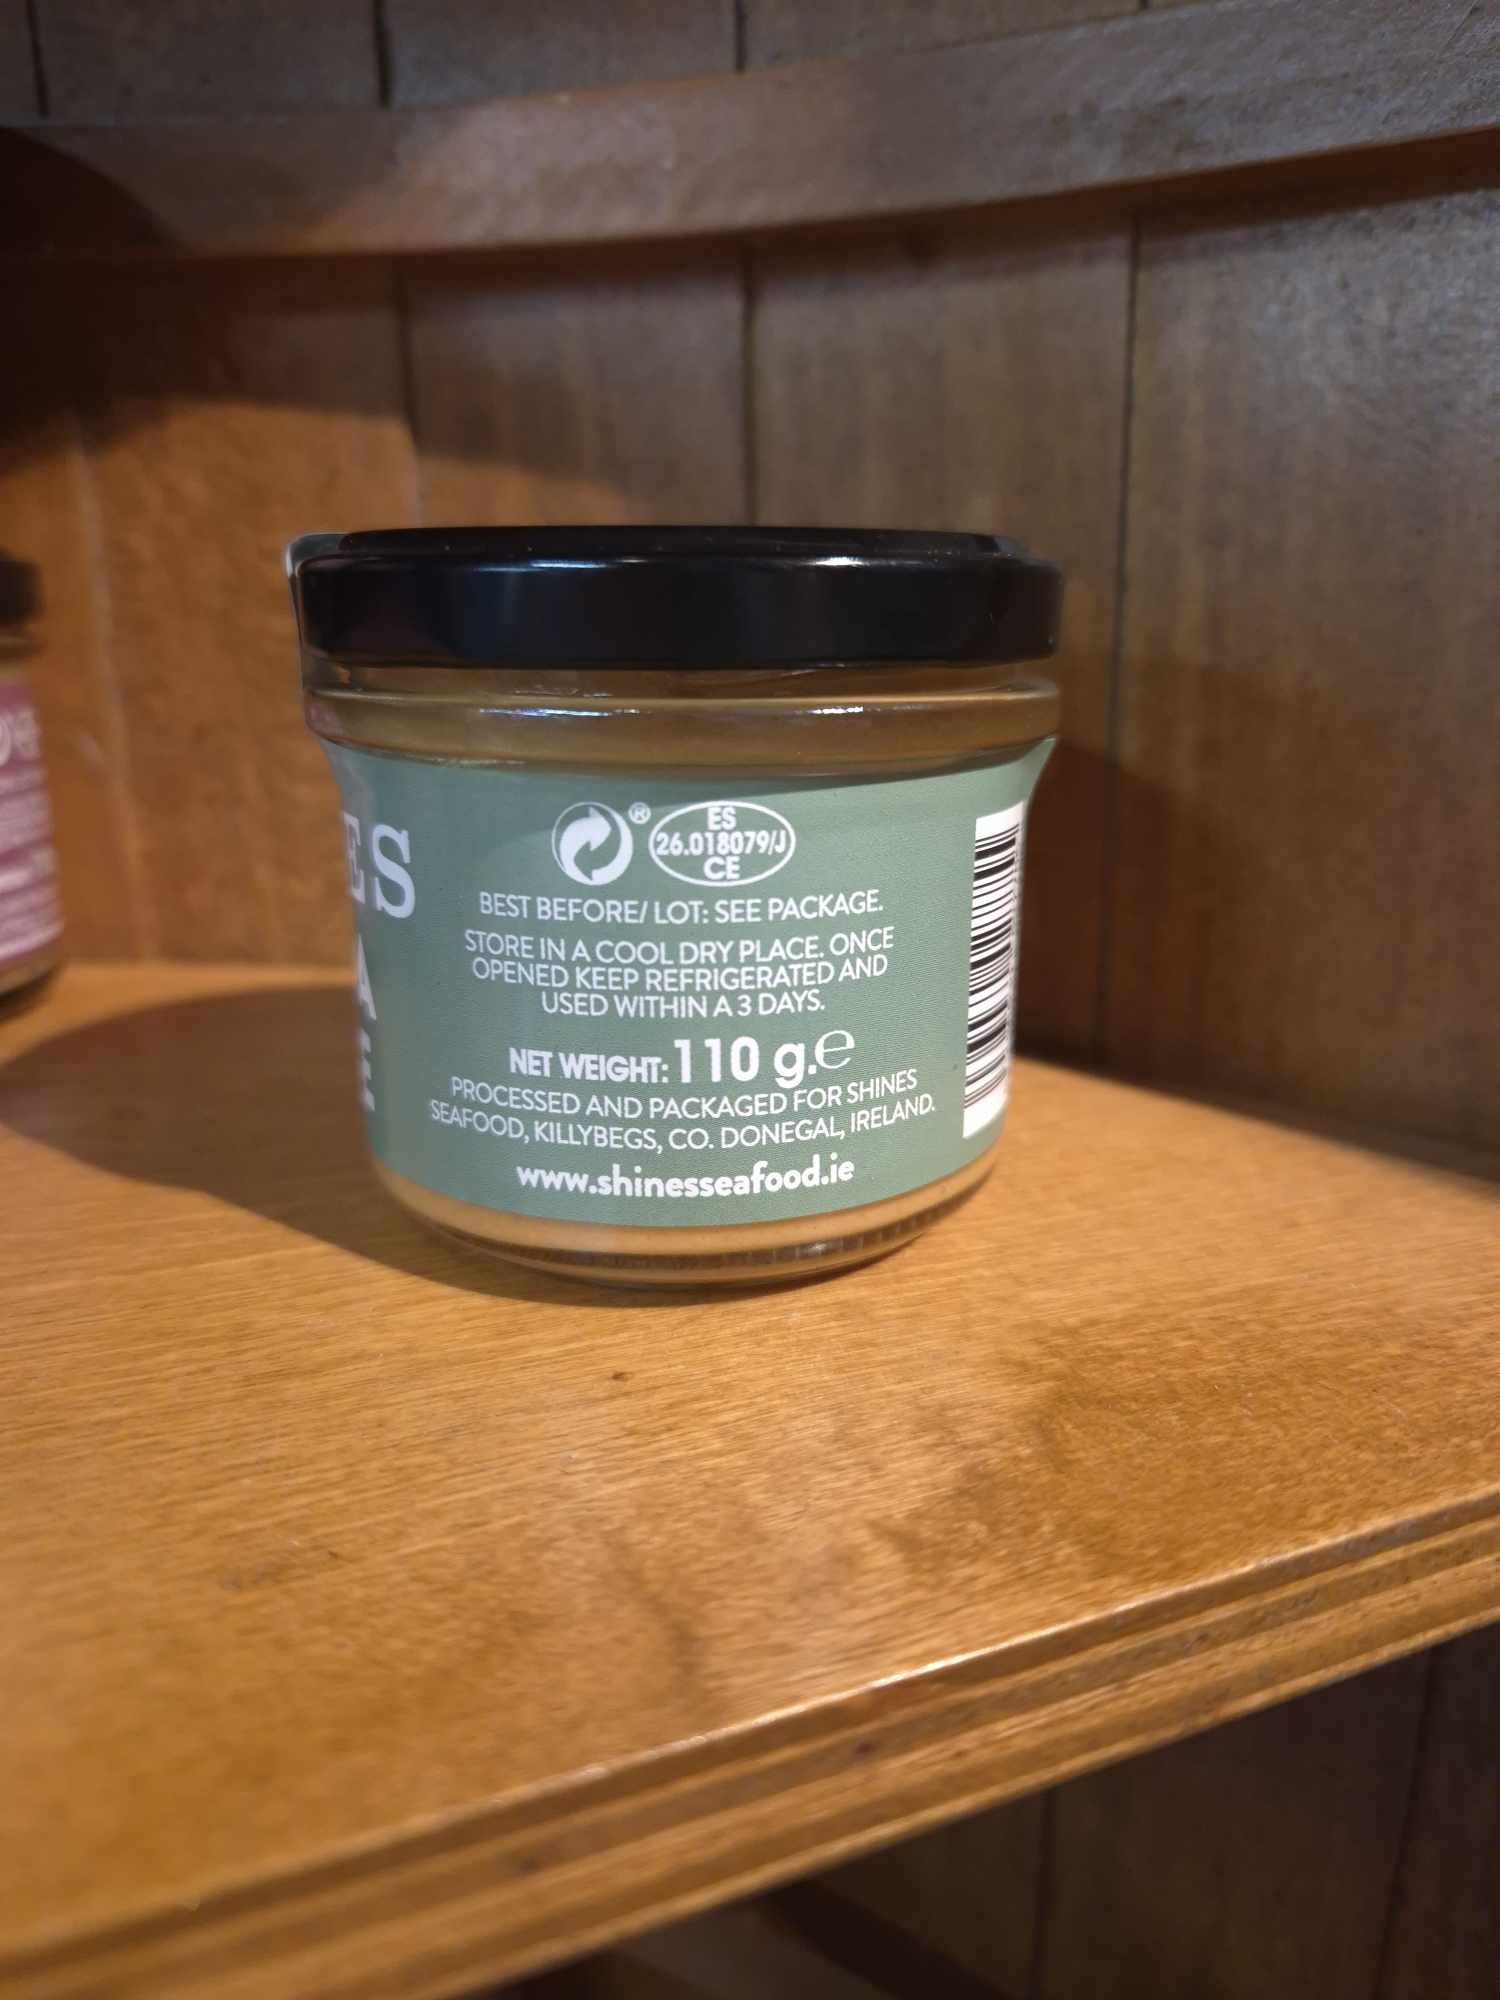 ES
A
E
®
ES
26.018079/J
CE
BEST BEFORE/ LOT: SEE PACKAGE.
STORE IN A COOL DRY PLACE. ONCE
OPENED KEEP REFRIGERATED AND
USED WITHIN A 3 DAYS.
NET WEIGHT: 110 g.e
PROCESSED AND PACKAGED FOR SHINES
SEAFOOD, KILLYBEGS, CO. DONEGAL, IRELAND.
www.shinesseafood.ie